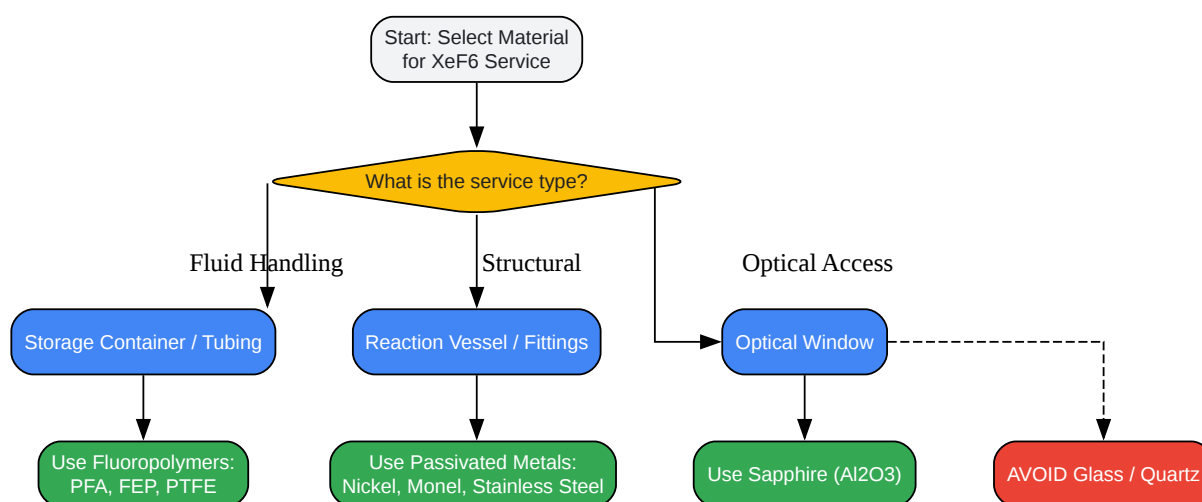 Start: Select Material
for XeF6 Service
What is the service type?
Fluid Handling
Structural
Optical Access
Storage Container / Tubing
Reaction Vessel / Fittings
Optical Window
Use Fluoropolymers:
PFA, FEP, PTFE
Use Passivated Metals:
Nickel, Monel, Stainless Steel
Use Sapphire (Al2O3)
AVOID Glass / Quartz